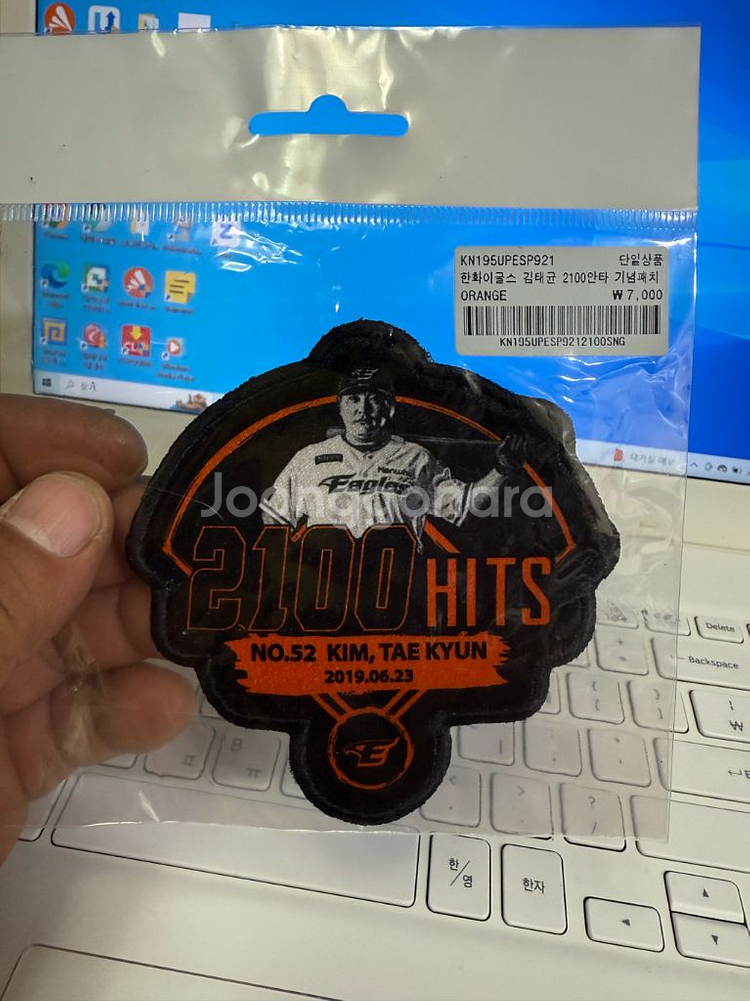 KN195UPESP921 단일상품
한화이글스 김태균 2100안타 기념패치
ORANGE ₩7,000
KN195UPESP9212100SNG
Eagles
Joonggonara
2100 HITS
NO.52 KIM, TAE KYUN
2019.06.23
E
Delete
Backspace
₩
B
ㅠ
ㅍ
한/영
한자